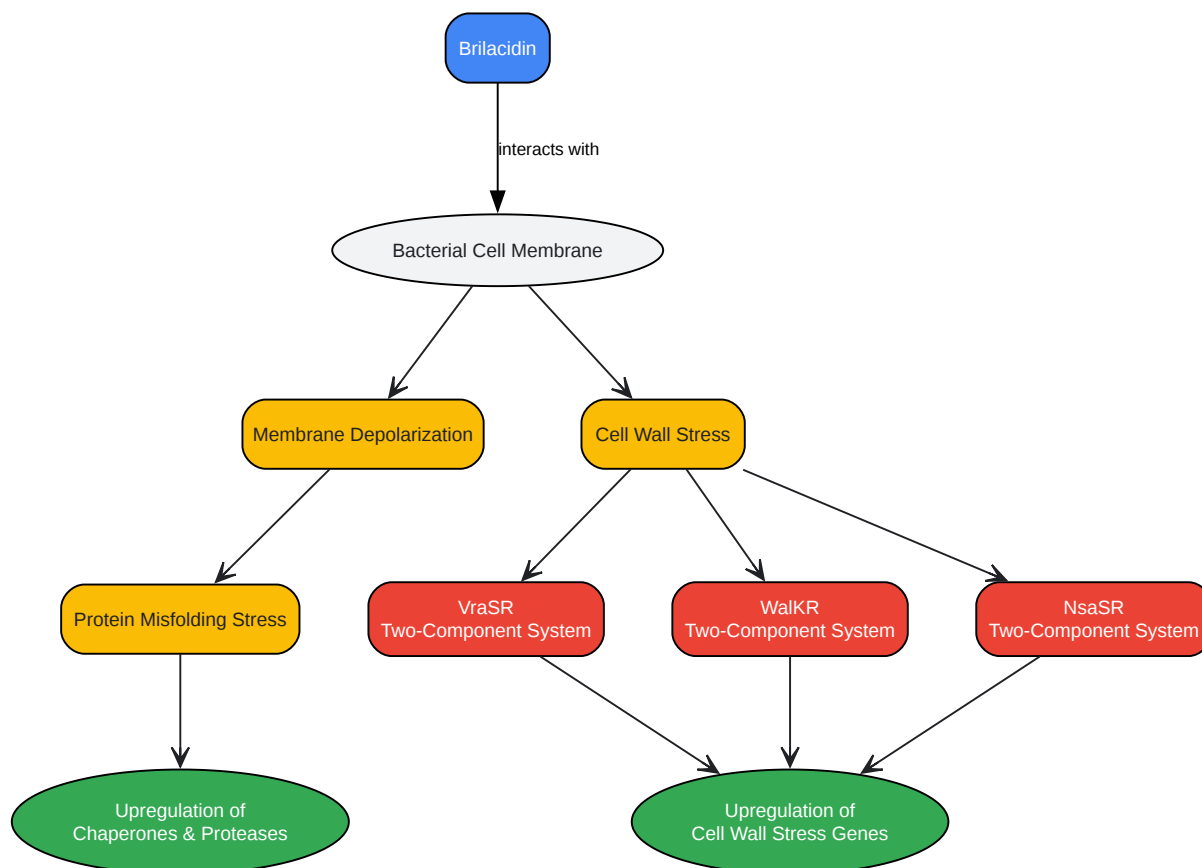 Brilacidin
interacts with
Bacterial Cell Membrane
Membrane Depolarization
Cell Wall Stress
Protein Misfolding Stress
VraSR
Two-Component System
WalKR
Two-Component System
NsaSR
Two-Component System
Upregulation of
Chaperones & Proteases
Upregulation of
Cell Wall Stress Genes